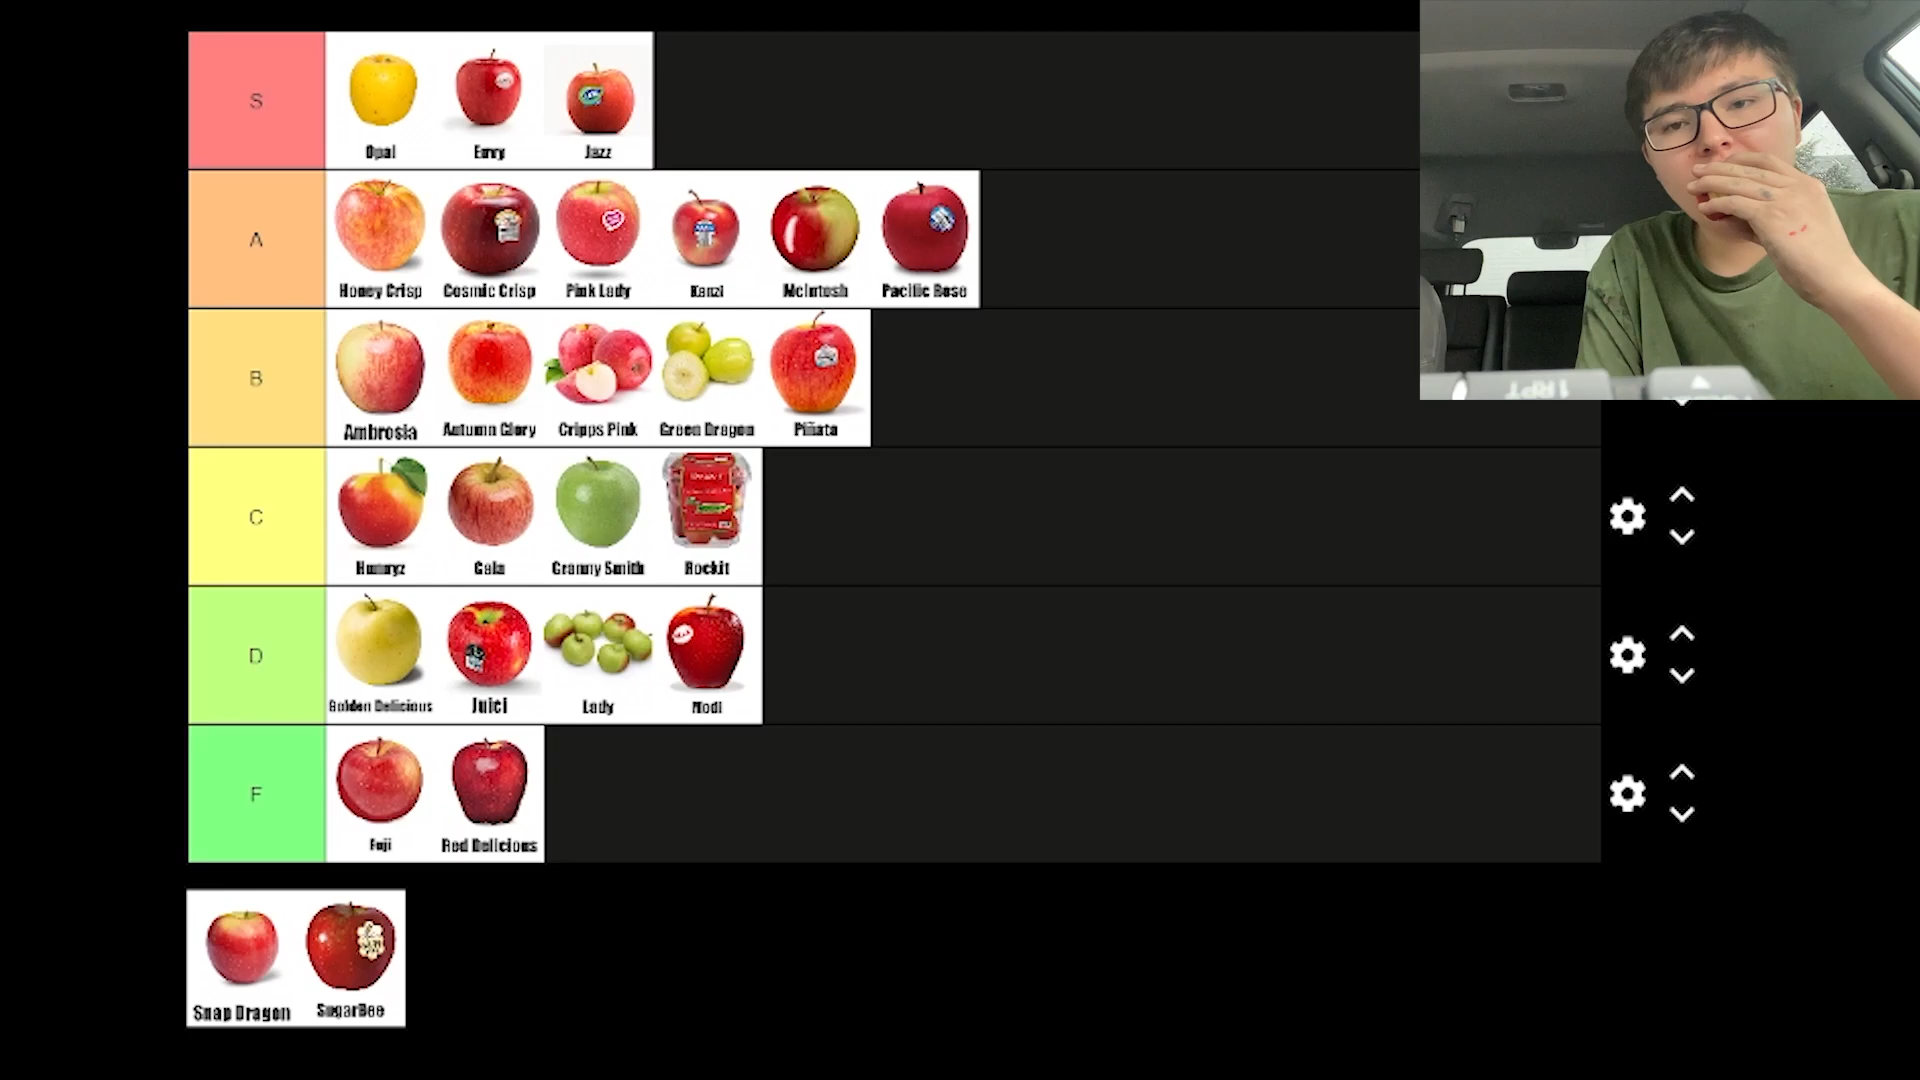 S
Opal
Envy
Jazz
A
Honey Crisp
Cosmic Crisp
Pink Lady
Kanzi
McIntosh
Pacific Rose
B
Ambrosia
Autumn Glory
Cripps Pink
Green Dragon
Piñata
C
Hunnyz
Gala
Granny Smith
Rockit
D
Golden Delicious
Juici
Lady
Modi
F
Fuji
Red Delicious
Snap Dragon
SugarBee